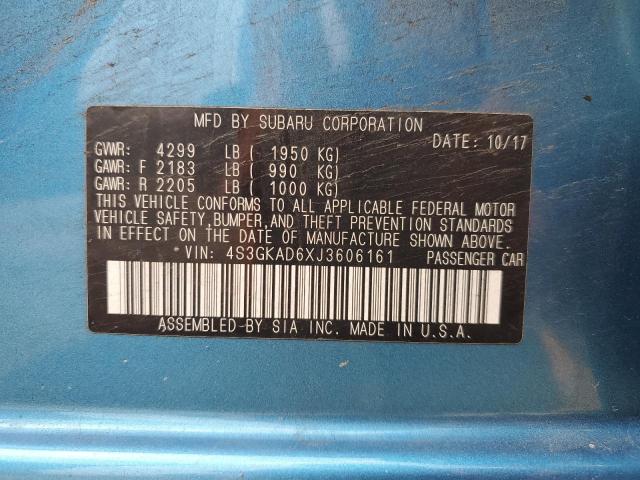 MFD BY SUBARU CORPORATION
DATE: 10/17
GVWR: 4299 LB ( 1950 KG)
GAWR: F 2183 LB ( 990 KG)
GAWR: R 2205 LB ( 1000 KG)
THIS VEHICLE CONFORMS TO ALL APPLICABLE FEDERAL MOTOR
VEHICLE SAFETY, BUMPER, AND THEFT PREVENTION STANDARDS
IN EFFECT ON THE DATE OF MANUFACTURE SHOWN ABOVE.
VIN: 4S3GKAD6XJ3606161 PASSENGER CAR
ASSEMBLED BY SIA INC. MADE IN U.S.A.